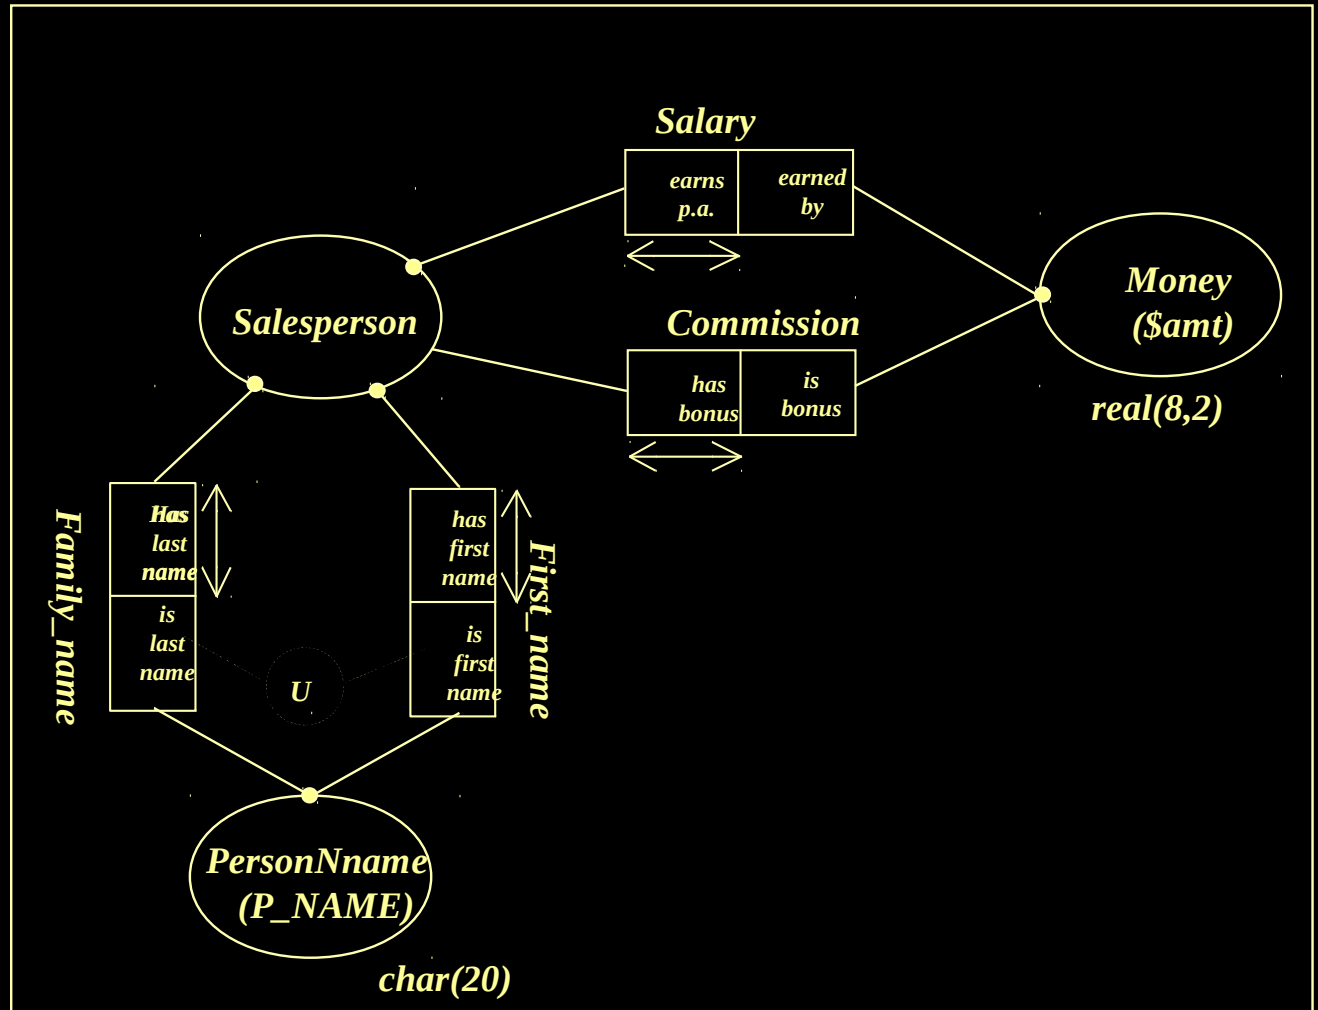 Salary
earns
p.a.
earned
by
Salesperson
Money
($amt)
real(8,2)
Commission
has
bonus
is
bonus
Family_name
Has
last
name
is
last
name
U
has
first
name
is
first
name
First_name
PersonNname
(P_NAME)
char(20)